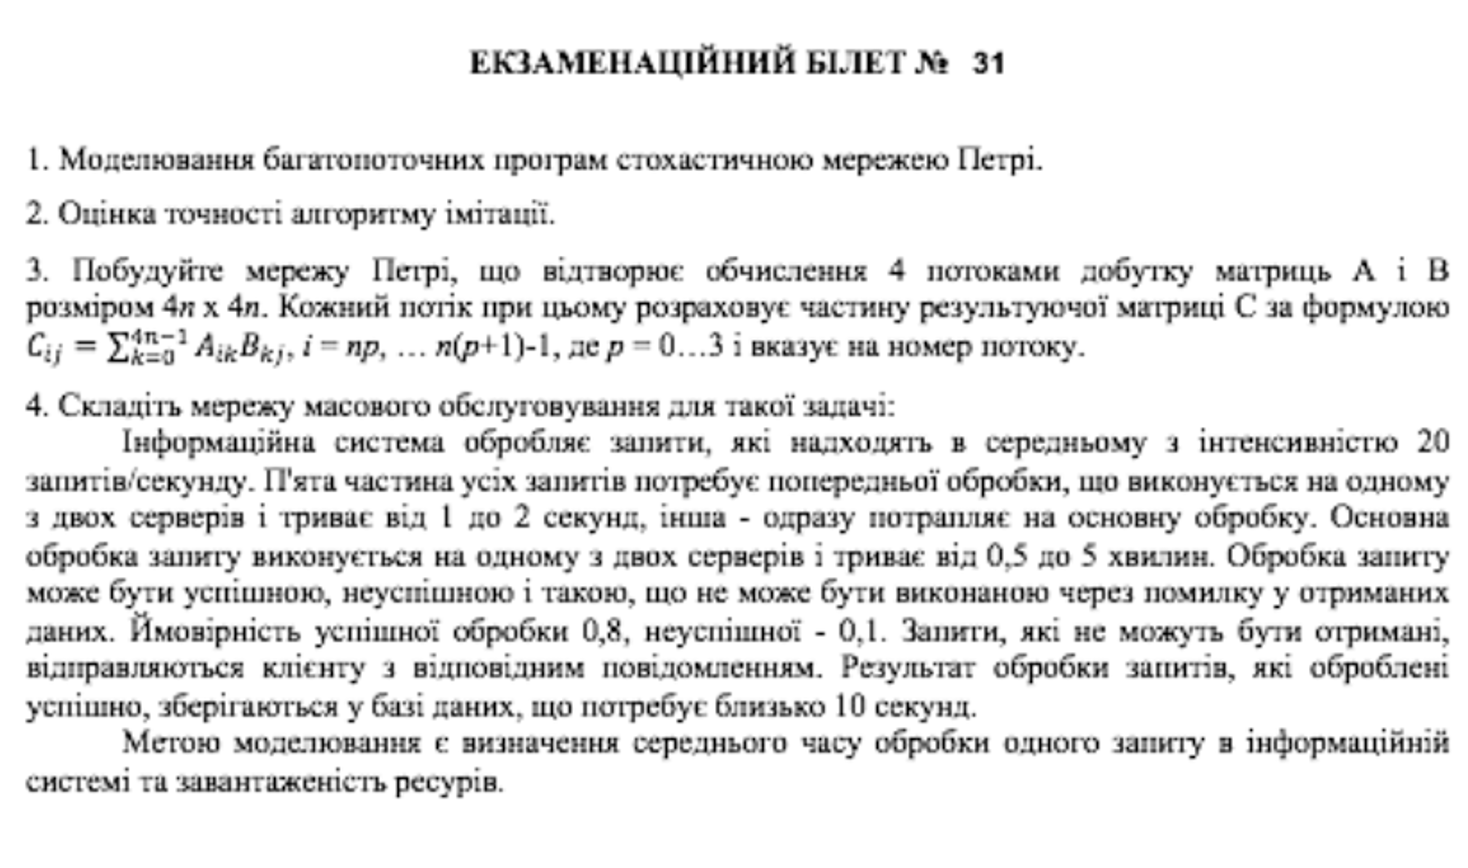 ЕКЗАМЕНАЦІЙНИЙ БІЛЕТ № 31
1. Моделювання багатопоточних програм стохастичною мережею Петрі.
2. Оцінка точності алгоритму імітації.
3. Побудуйте мережу Петрі, що відтворює обчислення 4 потоками добутку матриць А і В
розміром 4n x 4n. Кожний потік при цьому розраховує частину результуючої матриці С за формулою
C_{ij} = ∑_{k=0}^{4n−1} A_{ik}B_{kj}, i = np, … n(p+1)-1, де p = 0…3 і вказує на номер потоку.
4. Складіть мережу масового обслуговування для такої задачі:
Інформаційна система обробляє запити, які надходять в середньому з інтенсивністю 20
запитів/секунду. П'ята частина усіх запитів потребує попередньої обробки, що виконується на одному
з двох серверів і триває від 1 до 2 секунд, інша - одразу потрапляє на основну обробку. Основна
обробка запиту виконується на одному з двох серверів і триває від 0,5 до 5 хвилин. Обробка запиту
може бути успішною, неуспішною і такою, що не може бути виконаною через помилку у отриманих
даних. Ймовірність успішної обробки 0,8, неуспішної - 0,1. Запити, які не можуть бути отримані,
відправляються клієнту з відповідним повідомленням. Результат обробки запитів, які оброблені
успішно, зберігаються у базі даних, що потребує близько 10 секунд.
Метою моделювання є визначення середнього часу обробки одного запиту в інформаційній
системі та завантаженість ресурів.